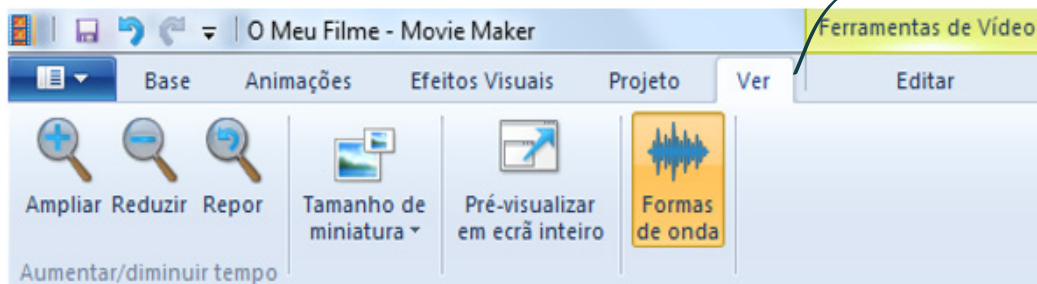 O Meu Filme - Movie Maker
Ferramentas de Vídeo
Base Animações Efeitos Visuais Projeto Ver Editar
Ampliar Reduzir Repor Tamanho de Pré-visualizar Formas
miniatura em ecrã inteiro de onda
Aumentar/diminuir tempo